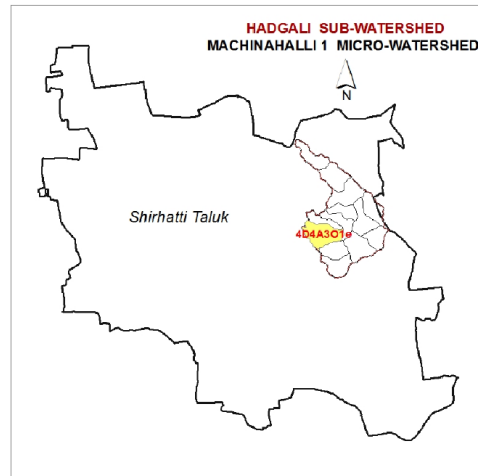 HADGALI SUB-WATERSHED
MACHINAHALLI 1 MICRO-WATERSHED
N
Shirhatti Taluk
4D4A3O1e